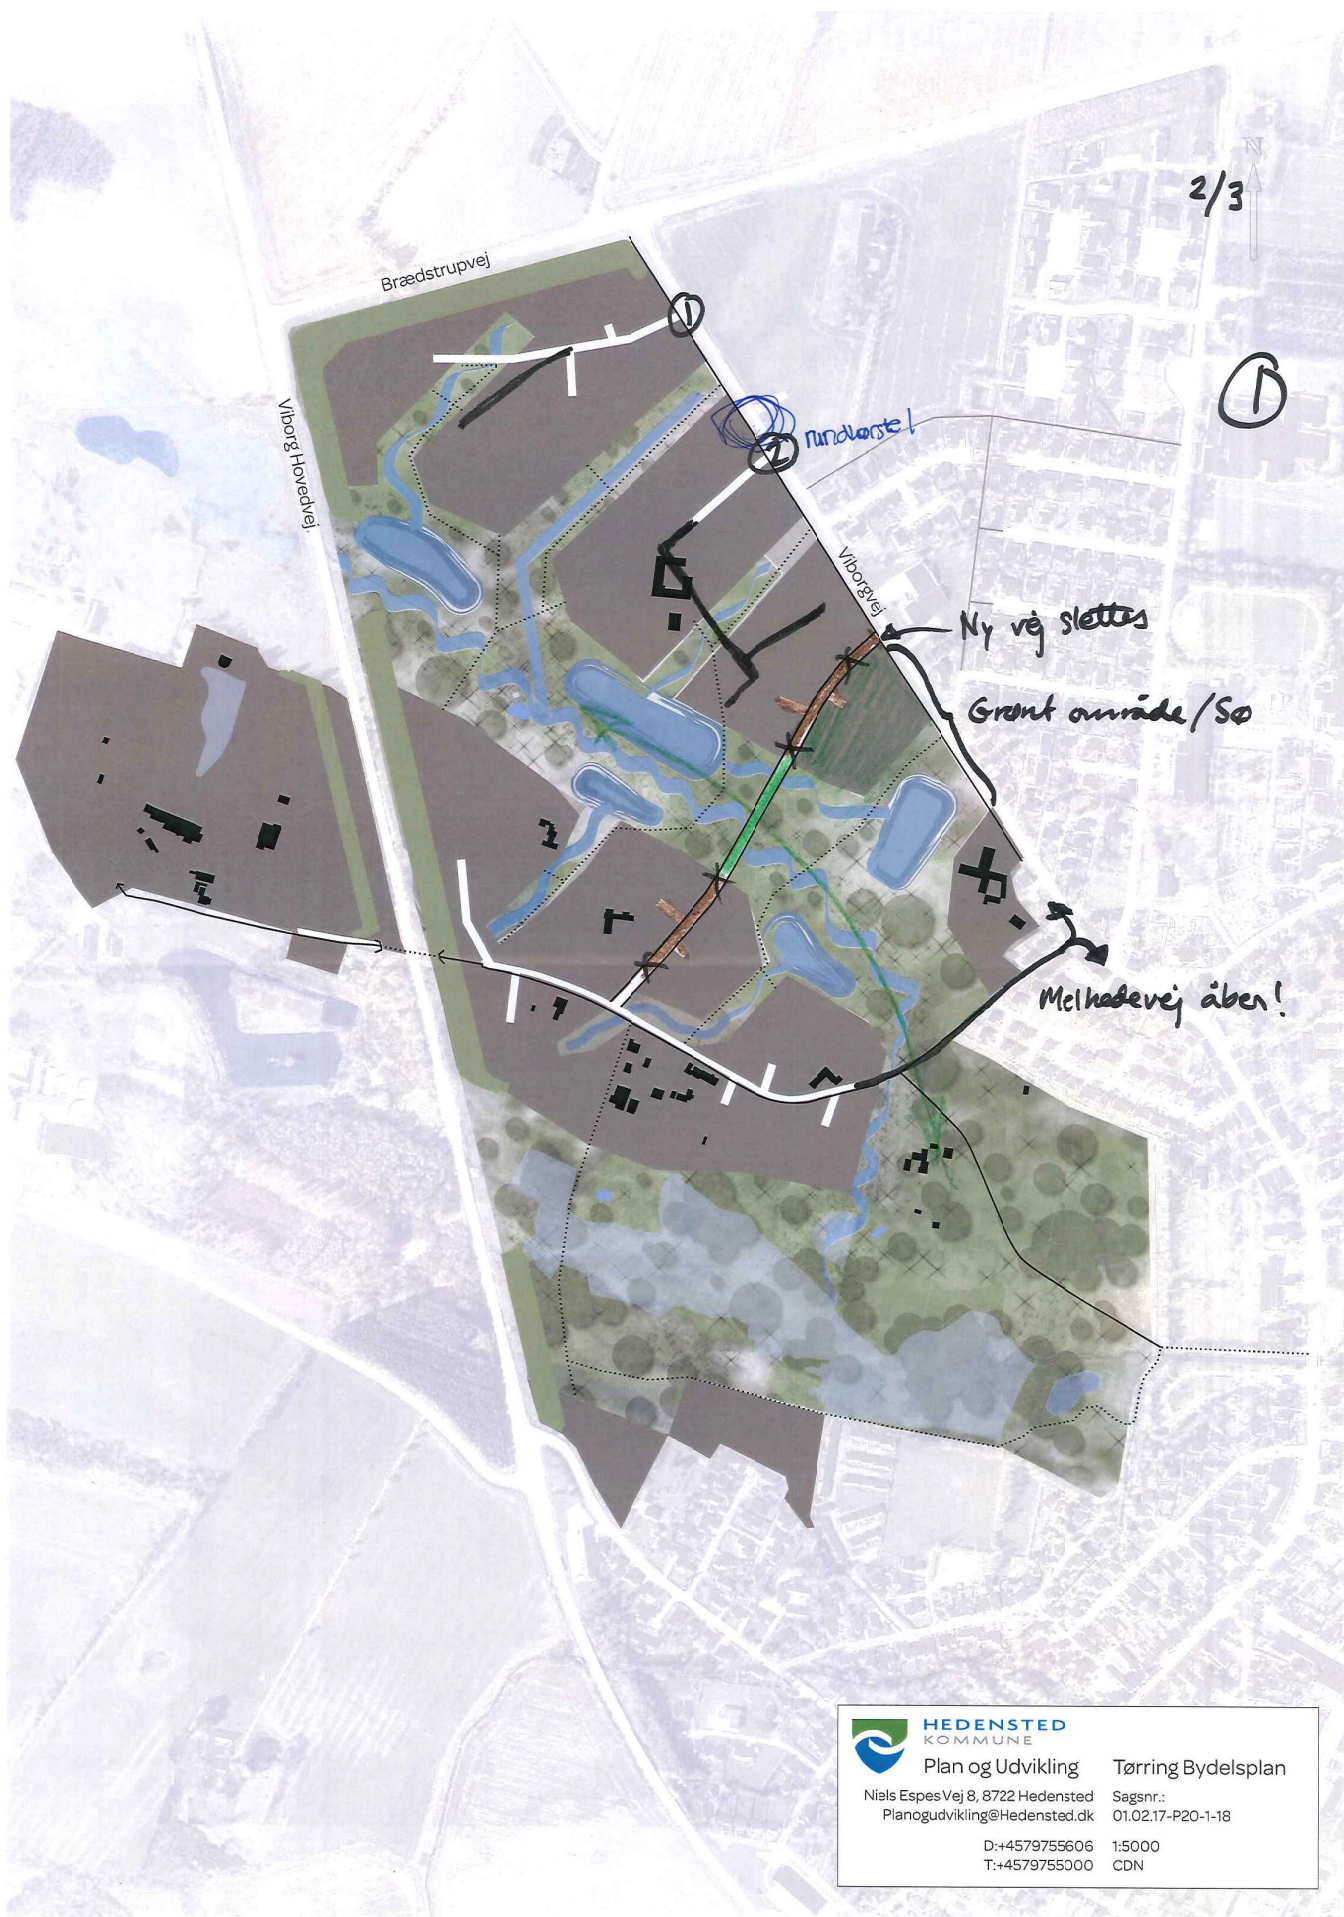 N
2/3
Brædstrupvej
1
1
Viborg Hovedvej
2
rundkørsel
Viborgvej
Ny vej slettes
Grønt område/Sø
Melhedevej åben!
HEDENSTED
KOMMUNE
Plan og Udvikling
Niels Espes Vej 8, 8722 Hedensted
Planogudvikling@Hedensted.dk
D:+4579755606
T:+4579755000
Tørring Bydelsplan
Sagsnr.:
01.02.17-P20-1-18
1:5000
CDN